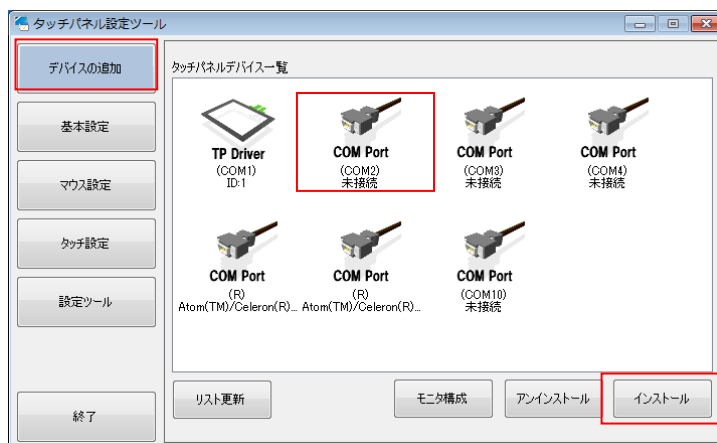 タッチパネル設定ツール
デバイスの追加
基本設定
マウス設定
タッチ設定
設定ツール
終了
タッチパネルデバイス一覧
TP Driver
(COM1)
ID:1
COM Port
(COM2)
未接続
COM Port
(COM3)
未接続
COM Port
(COM4)
未接続
COM Port
(R)
Atom(TM)/Celeron(R)...
COM Port
(R)
Atom(TM)/Celeron(R)...
COM Port
(COM10)
未接続
リスト更新
モニタ構成
アンインストール
インストール